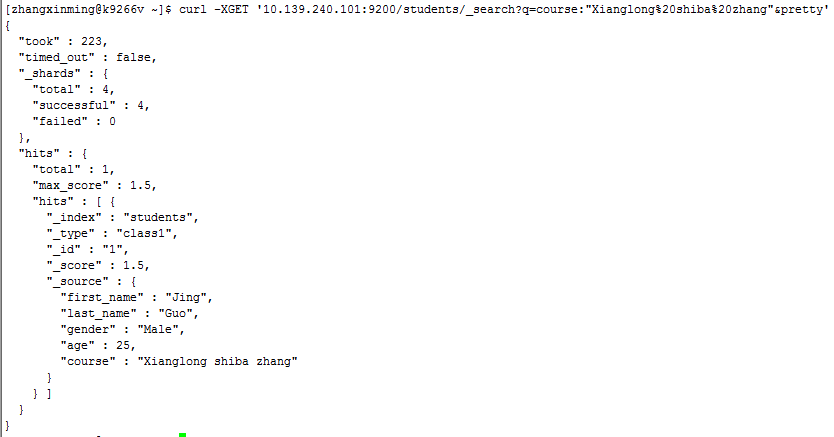 [zhangxinming@k9266v ~]$ curl -XGET '10.139.240.101:9200/students/_search?q=course:"Xianglong%20shiba%20zhang"&pretty'
{
  "took" : 223,
  "timed_out" : false,
  "_shards" : {
    "total" : 4,
    "successful" : 4,
    "failed" : 0
  },
  "hits" : {
    "total" : 1,
    "max_score" : 1.5,
    "hits" : [ {
      "_index" : "students",
      "_type" : "class1",
      "_id" : "1",
      "_score" : 1.5,
      "_source" : {
        "first_name" : "Jing",
        "last_name" : "Guo",
        "gender" : "Male",
        "age" : 25,
        "course" : "Xianglong shiba zhang"
      }
    } ]
  }
}